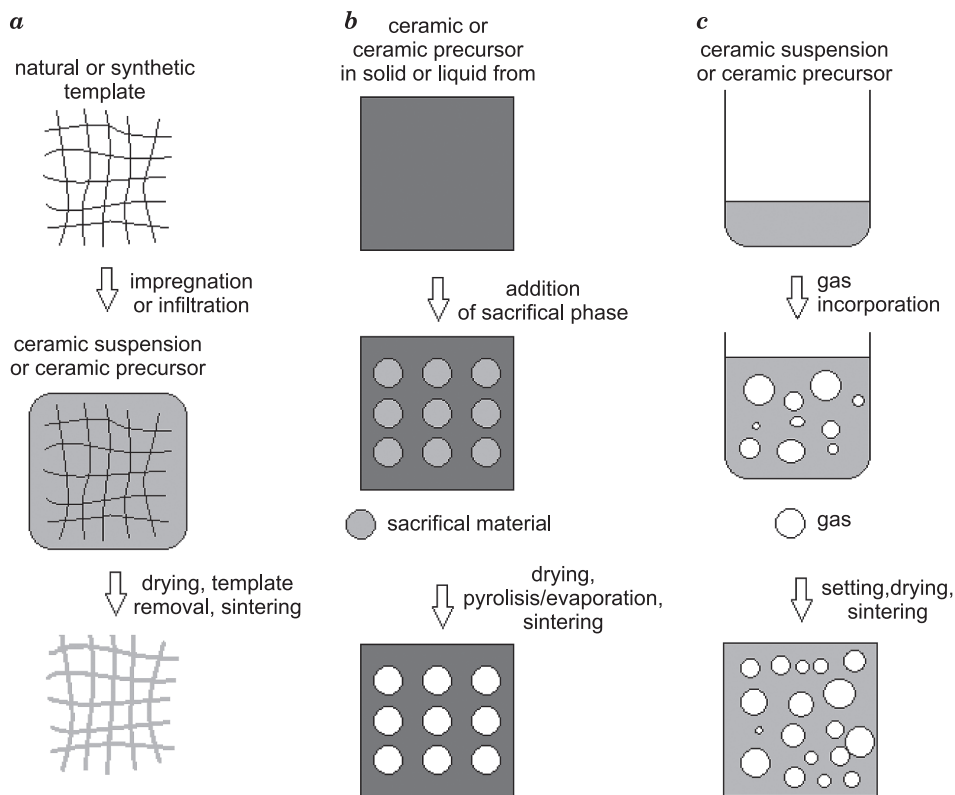 a
natural or synthetic
template
impregnation
or infiltration
ceramic suspension
or ceramic precursor
drying, template
removal, sintering
b
ceramic or
ceramic precursor
in solid or liquid from
addition
of sacrifical phase
sacrifical material
drying,
pyrolisis/evaporation,
sintering
c
ceramic suspension
or ceramic precursor
gas
incorporation
gas
setting,drying,
sintering